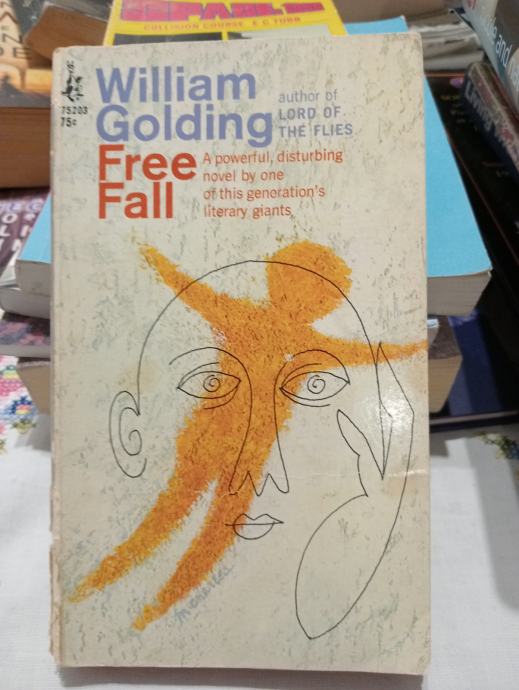 COLLISION COURSE E.C.TUBB
75203
75¢
William
Golding
author of
LORD OF
THE FLIES
Free
Fall
A powerful, disturbing
novel by one
of this generation's
literary giants